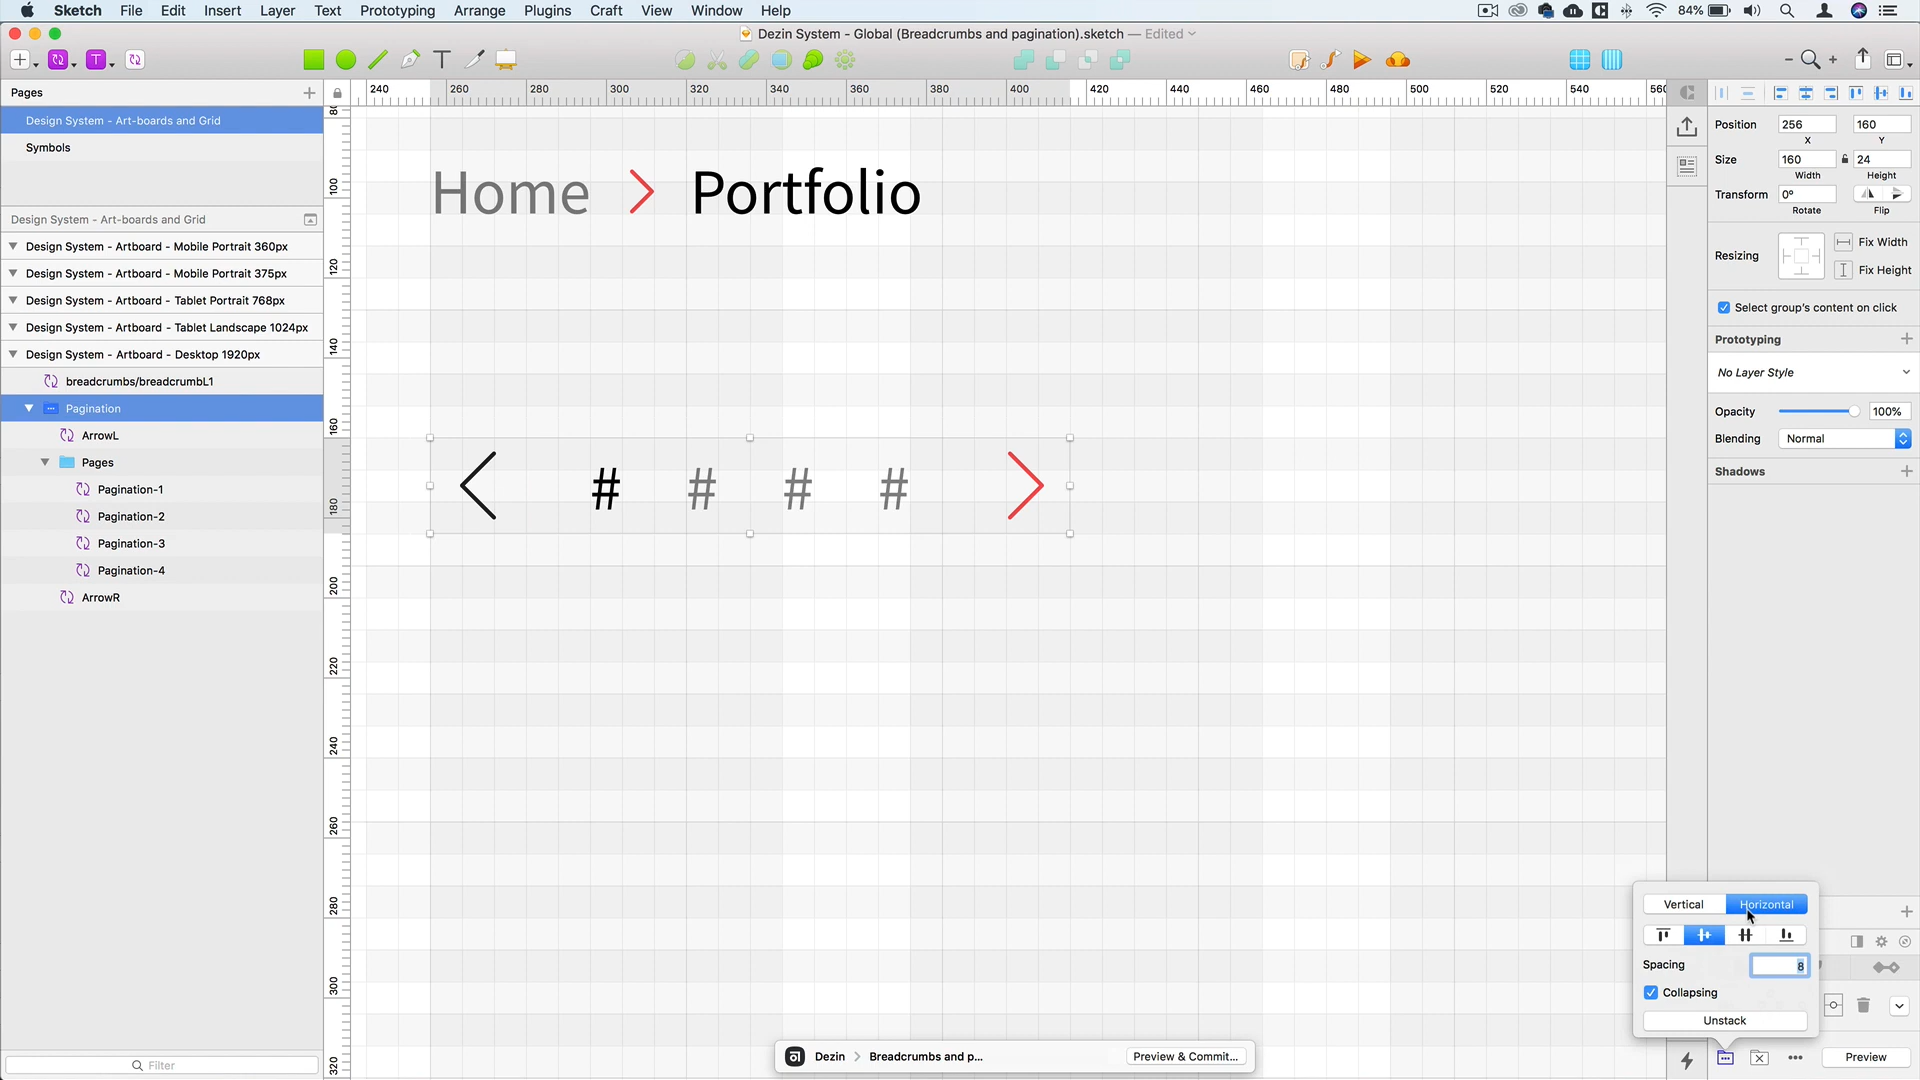 Sketch File Edit Insert Layer Text Prototyping Arrange Plugins Craft View Window Help 84%
Dezin System - Global (Breadcrumbs and pagination).sketch — Edited
Pages
Design System - Art-boards and Grid
Symbols
Design System - Art-boards and Grid
Design System - Artboard - Mobile Portrait 360px
Design System - Artboard - Mobile Portrait 375px
Design System - Artboard - Tablet Portrait 768px
Design System - Artboard - Tablet Landscape 1024px
Design System - Artboard - Desktop 1920px
breadcrumbs/breadcrumbL1
Pagination
ArrowL
Pages
Pagination-1
Pagination-2
Pagination-3
Pagination-4
ArrowR
Filter
240 260 280 300 320 340 360 380 400 420 440 460 480 500 520 540 560
80
100
120
140
160
180
200
220
240
260
280
300
320
Home Portfolio
# # # #
Position 256 160
X Y
Size 160 24
Width Height
Transform 0°
Rotate Flip
Resizing
Fix Width
Fix Height
Select group's content on click
Prototyping
No Layer Style
Opacity 100%
Blending Normal
Shadows
Vertical Horizontal
Spacing 8
Collapsing
Unstack
Dezin Breadcrumbs and p... Preview & Commit...
Preview